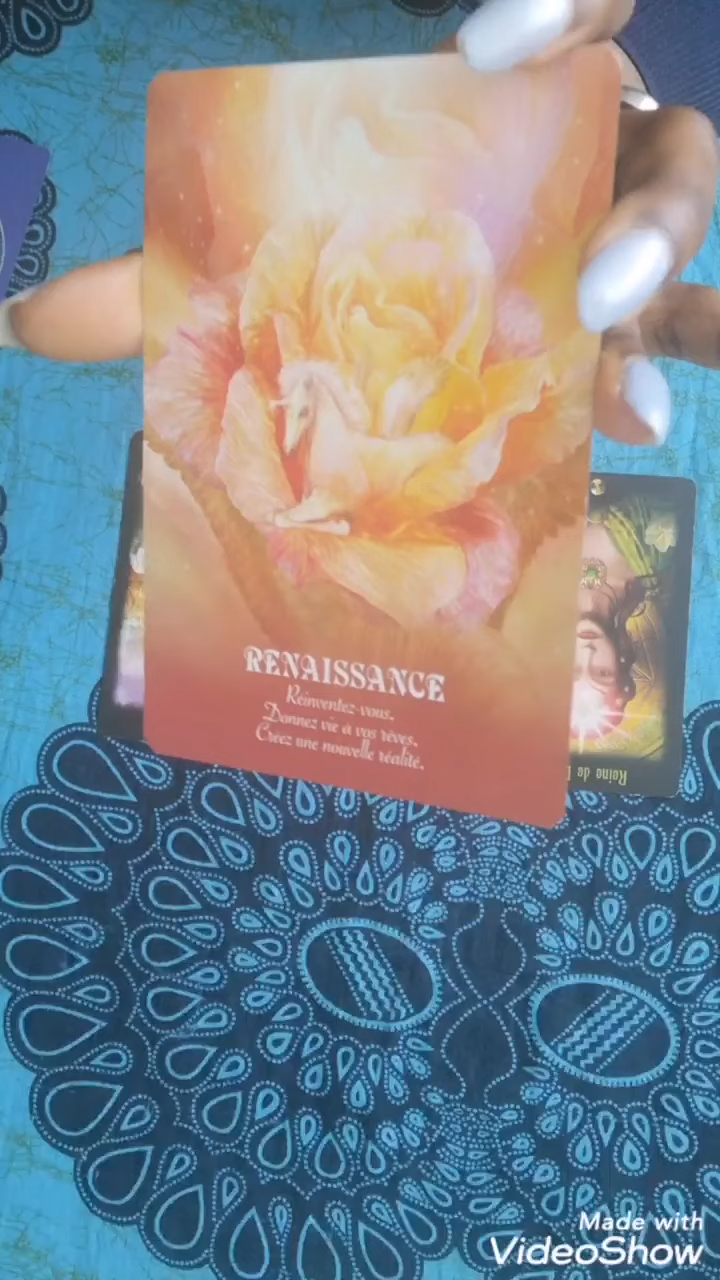 RENAISSANCE
Réinventez-vous.
Donnez vie à vos rêves.
Créez une nouvelle réalité.
Reine de
Made with
VideoShow